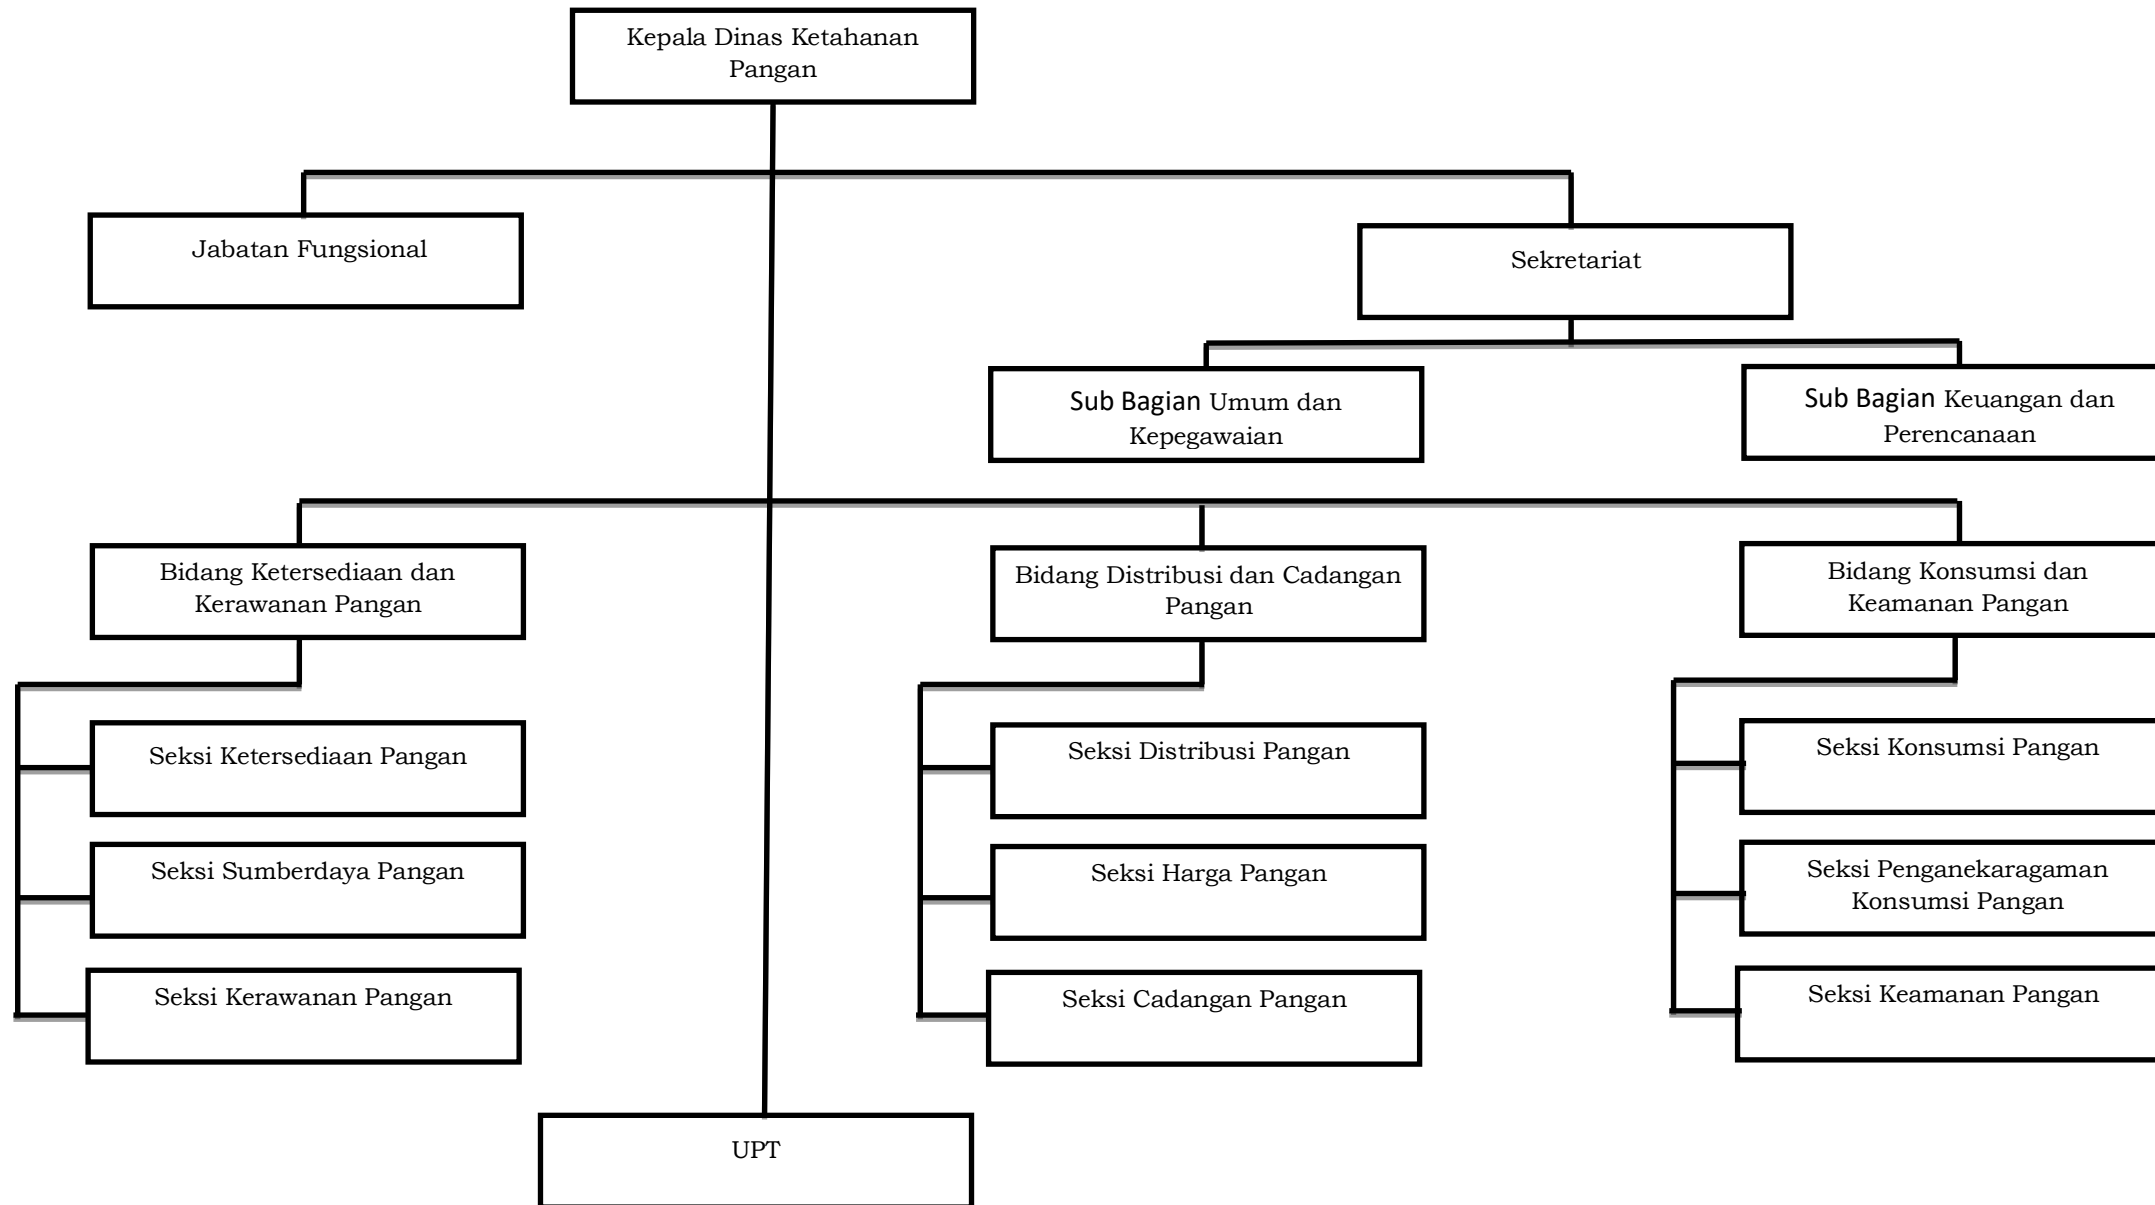 Kepala Dinas Ketahanan
Pangan
Jabatan Fungsional
Sekretariat
Sub Bagian Umum dan
Kepegawaian
Sub Bagian Keuangan dan
Perencanaan
Bidang Ketersediaan dan
Kerawanan Pangan
Bidang Distribusi dan Cadangan
Pangan
Bidang Konsumsi dan
Keamanan Pangan
Seksi Ketersediaan Pangan
Seksi Distribusi Pangan
Seksi Konsumsi Pangan
Seksi Sumberdaya Pangan
Seksi Harga Pangan
Seksi Penganekaragaman
Konsumsi Pangan
Seksi Kerawanan Pangan
Seksi Cadangan Pangan
Seksi Keamanan Pangan
UPT